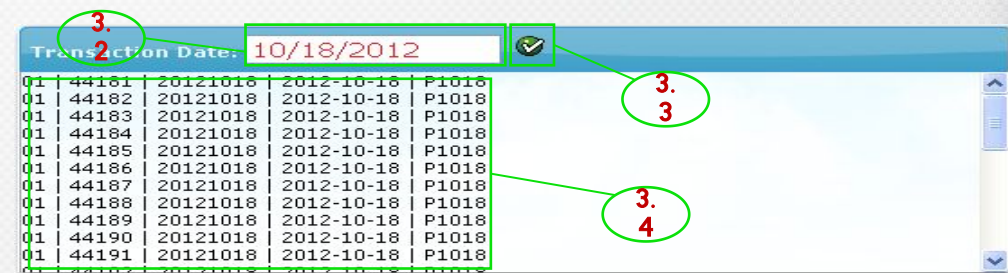 3.
2
Transaction Date: 10/18/2012
3.
3
01 | 44181 | 20121018 | 2012-10-18 | P1018
01 | 44182 | 20121018 | 2012-10-18 | P1018
01 | 44183 | 20121018 | 2012-10-18 | P1018
01 | 44184 | 20121018 | 2012-10-18 | P1018
01 | 44185 | 20121018 | 2012-10-18 | P1018
01 | 44186 | 20121018 | 2012-10-18 | P1018
01 | 44187 | 20121018 | 2012-10-18 | P1018
01 | 44188 | 20121018 | 2012-10-18 | P1018
01 | 44189 | 20121018 | 2012-10-18 | P1018
01 | 44190 | 20121018 | 2012-10-18 | P1018
01 | 44191 | 20121018 | 2012-10-18 | P1018
3.
4